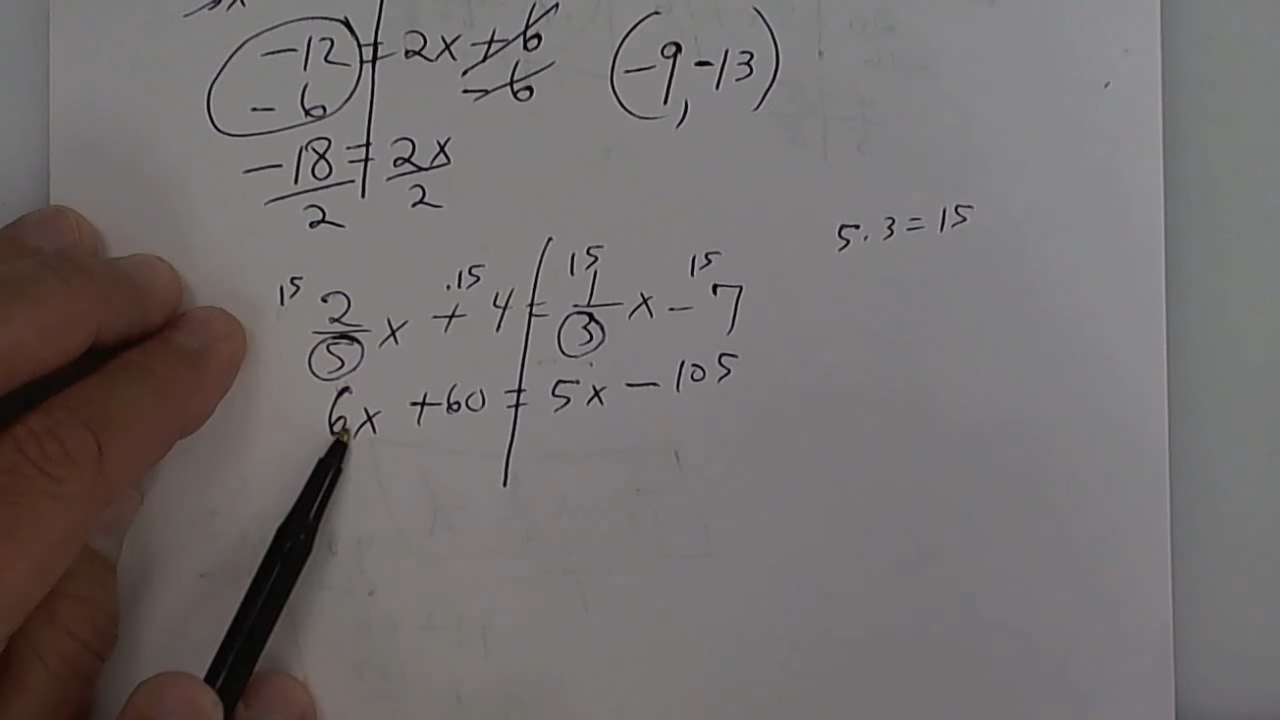 -12 = 2x + 6 (-9, -13)
- 6 - 6
-18 = 2x
2 2
5 · 3 = 15
15 · 15 15 15
2/5 x + 4 = 1/3 x - 7
6x + 60 = 5x - 105